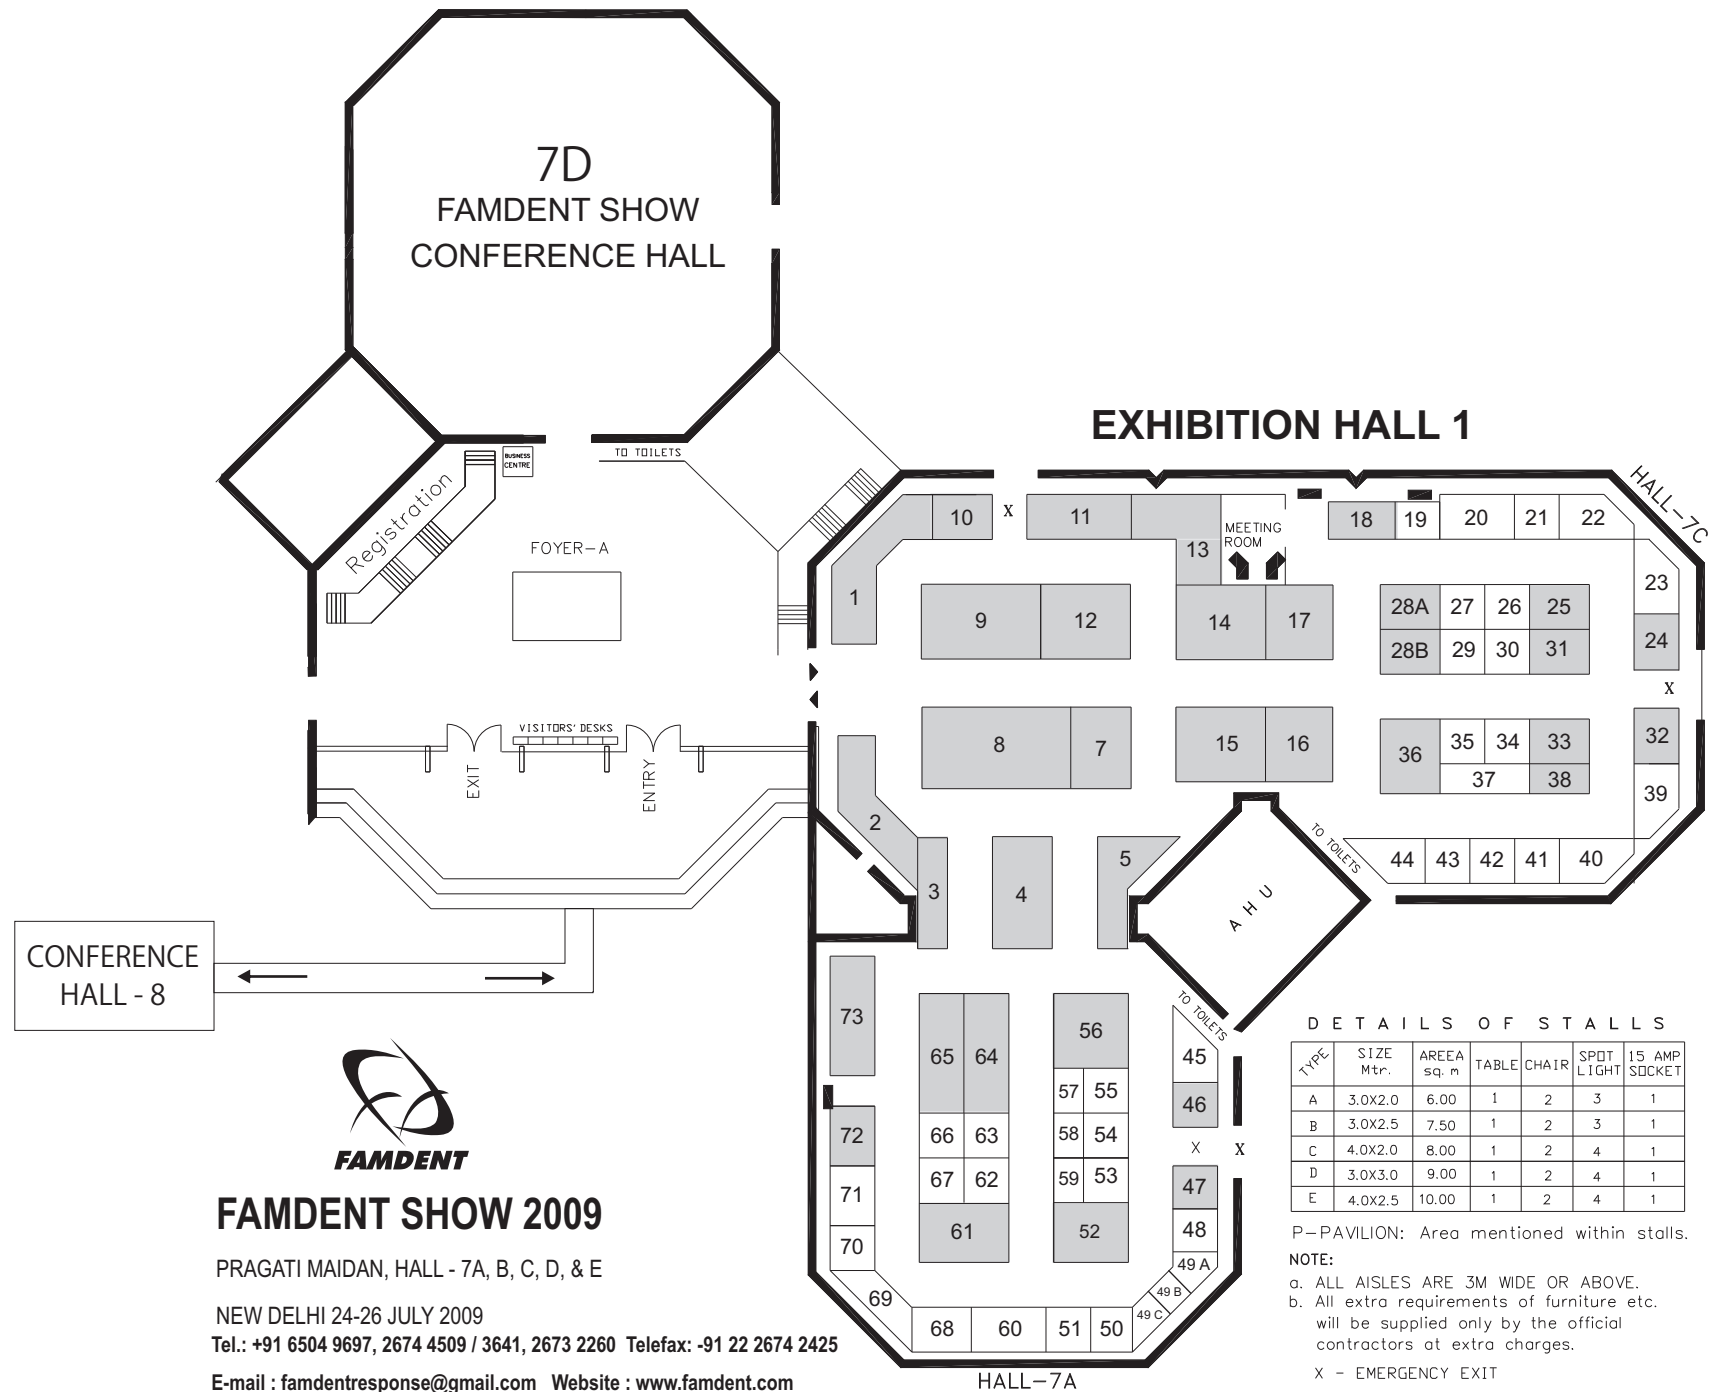 7D
FAMDENT SHOW
CONFERENCE HALL
EXHIBITION HALL 1
BUSINESS
CENTRE
TO TOILETS
Registration
FOYER-A
VISITORS' DESKS
EXIT
ENTRY
CONFERENCE
HALL - 8
HALL-7C
10
X
11
MEETING
ROOM
13
18
19
20
21
22
23
24
X
1
9
12
14
17
28A
27
26
25
28B
29
30
31
8
7
15
16
36
35
34
33
37
38
32
39
2
3
4
5
AHU
TO TOILETS
44
43
42
41
40
73
65
64
56
TO TOILETS
45
57
55
46
72
66
63
58
54
X
X
67
62
59
53
47
71
61
52
48
70
49 A
49 B
49 C
69
68
60
51
50
HALL-7A
FAMDENT
FAMDENT SHOW 2009
PRAGATI MAIDAN, HALL - 7A, B, C, D, & E
NEW DELHI 24-26 JULY 2009
Tel.: +91 6504 9697, 2674 4509 / 3641, 2673 2260 Telefax: -91 22 2674 2425
E-mail : famdentresponse@gmail.com Website : www.famdent.com
DETAILS OF STALLS
TYPE SIZE Mtr. AREEA sq. m TABLE CHAIR SPOT LIGHT 15 AMP SOCKET
A 3.0X2.0 6.00 1 2 3 1
B 3.0X2.5 7.50 1 2 3 1
C 4.0X2.0 8.00 1 2 4 1
D 3.0X3.0 9.00 1 2 4 1
E 4.0X2.5 10.00 1 2 4 1
P-PAVILION: Area mentioned within stalls.
NOTE:
a. ALL AISLES ARE 3M WIDE OR ABOVE.
b. All extra requirements of furniture etc.
will be supplied only by the official
contractors at extra charges.
X - EMERGENCY EXIT